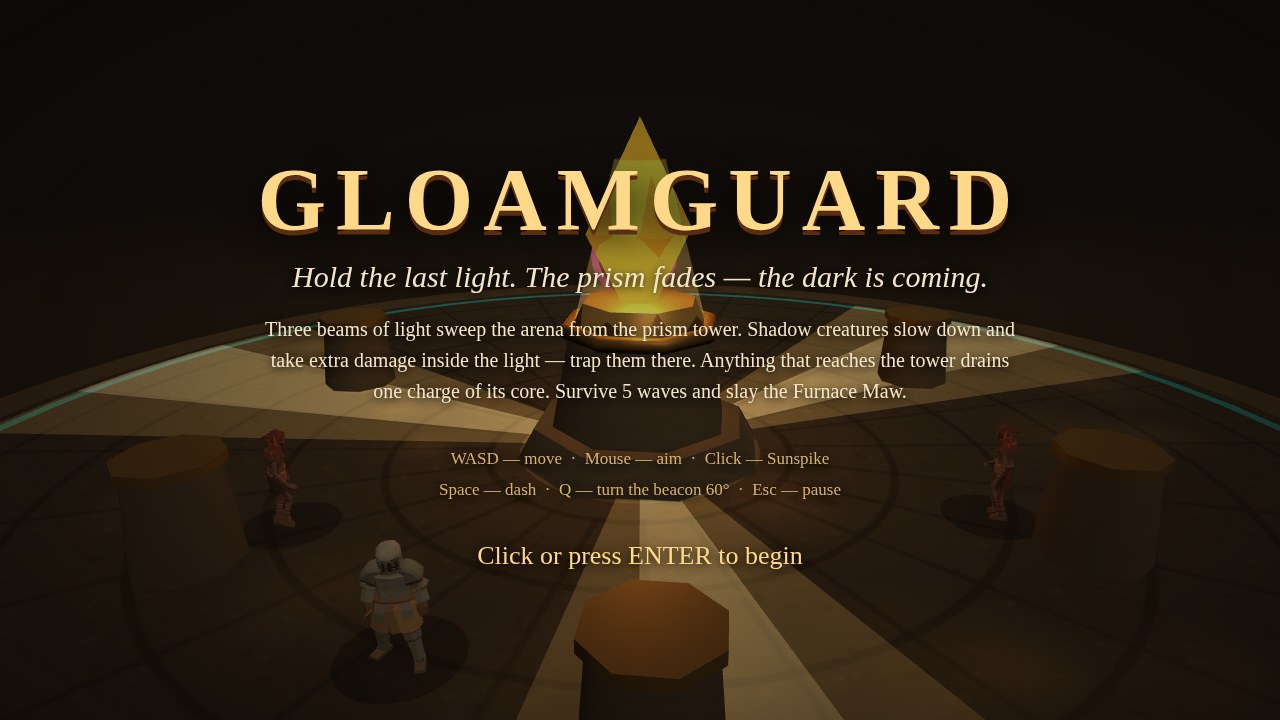 GLOAMGUARD
Hold the last light. The prism fades — the dark is coming.
Three beams of light sweep the arena from the prism tower. Shadow creatures slow down and
take extra damage inside the light — trap them there. Anything that reaches the tower drains
one charge of its core. Survive 5 waves and slay the Furnace Maw.
WASD — move · Mouse — aim · Click — Sunspike
Space — dash · Q — turn the beacon 60° · Esc — pause
Click or press ENTER to begin